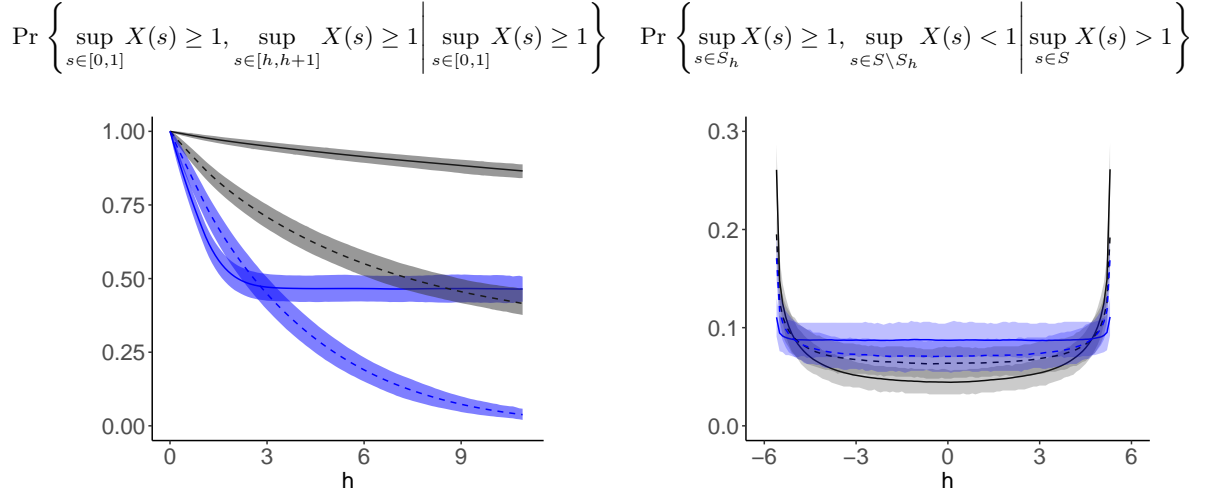 Pr { sup_{s∈[0,1]} X(s) ≥ 1, sup_{s∈[h,h+1]} X(s) ≥ 1 | sup_{s∈[0,1]} X(s) ≥ 1 }
Pr { sup_{s∈S_h} X(s) ≥ 1, sup_{s∈S\S_h} X(s) < 1 | sup_{s∈S} X(s) > 1 }
1.00
0.75
0.50
0.25
0.00
0 3 6 9
h
0.3
0.2
0.1
0.0
−6 −3 0 3 6
h